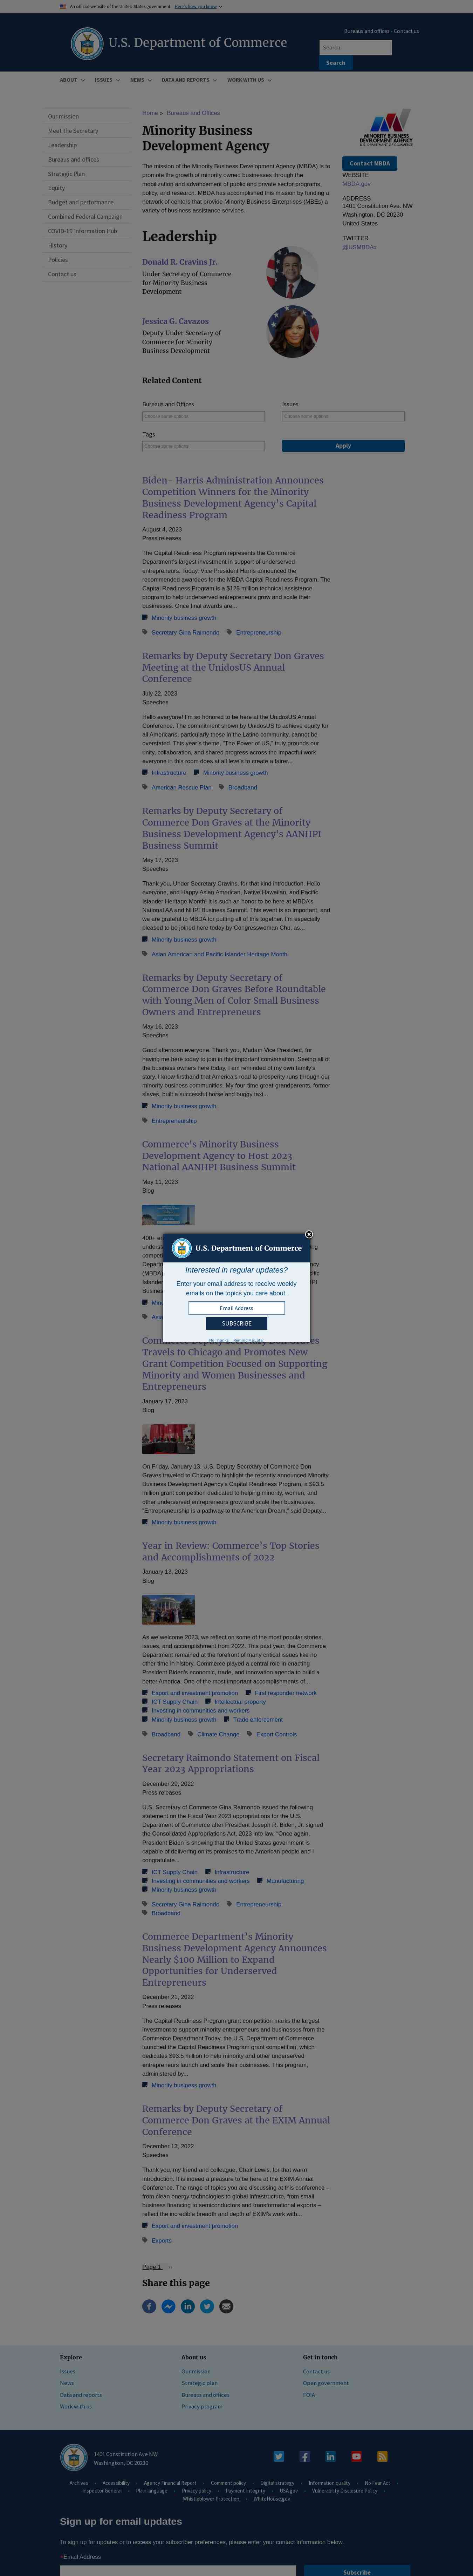 An official website of the United States government Here's how you know
Bureaus and offices - Contact us
U.S. Department of Commerce
Search
Search
ABOUT ISSUES NEWS DATA AND REPORTS WORK WITH US
Our mission
Meet the Secretary
Leadership
Bureaus and offices
Strategic Plan
Equity
Budget and performance
Combined Federal Campaign
COVID-19 Information Hub
History
Policies
Contact us
Home Bureaus and Offices
Minority Business
Development Agency
The mission of the Minority Business Development Agency (MBDA) is to
promote the growth of minority owned businesses through the
mobilization and advancement of public and private sector programs,
policy, and research. MBDA has accomplished this mission by
funding a network of centers that provide minority owned enterprises (MBEs) a
variety of business assistance services.
MINORITY BUSINESS
DEVELOPMENT AGENCY
U.S. DEPARTMENT OF COMMERCE
Contact MBDA
WEBSITE
MBDA.gov
ADDRESS
1401 Constitution Ave. NW
Washington, DC 20230
United States
TWITTER
@USMBDA
Leadership
Donald R. Cravins Jr.
Under Secretary of Commerce
for Minority Business
Development
Jessica G. Cavazos
Deputy Under Secretary of
Commerce for Minority
Business Development
Related Content
Bureaus and Offices Issues
Choose some options Choose some options
Tags
Choose some options
Apply
Biden- Harris Administration Announces
Competition Winners for the Minority
Business Development Agency's Capital
Readiness Program
August 4, 2023
Press releases
The Capital Readiness Program represents the Commerce
Department's largest investment in support of underserved
entrepreneurs. Today, Vice President Harris announced the
recommended awardees for the MBDA Capital Readiness Program. The
Capital Readiness Program is a $125 million technical assistance
program to help underserved entrepreneurs grow and scale their
businesses. Once final awards are...
Minority business growth
Secretary Gina Raimondo Entrepreneurship
Remarks by Deputy Secretary Don Graves
Meeting at the UnidosUS Annual
Conference
July 22, 2023
Speeches
Hello everyone! I'm so honored to be here at the UnidosUS Annual
Conference. The commitment shown by UnidosUS to achieve equity for
all Americans, particularly those in the Latino community, cannot be
overstated. This year's theme, "The Power of US," truly grounds our
unity, collaboration, and shared progress across the impactful work
everyone in this room does at all levels to create a fairer...
Infrastructure Minority business growth
American Rescue Plan Broadband
Remarks by Deputy Secretary of
Commerce Don Graves at the Minority
Business Development Agency's AANHPI
Business Summit
May 17, 2023
Speeches
Thank you, Under Secretary Cravins, for that kind introduction. Hello
everyone, and Happy Asian American, Native Hawaiian, and Pacific
Islander Heritage Month! It is such an honor to be here at MBDA's
National AA and NHPI Business Summit. This event is so important, and
we are so grateful to MBDA for putting all of this together. I'm especially
pleased to be joined here today by Congresswoman Chu, as...
Minority business growth
Asian American and Pacific Islander Heritage Month
Remarks by Deputy Secretary of
Commerce Don Graves Before Roundtable
with Young Men of Color Small Business
Owners and Entrepreneurs
May 16, 2023
Speeches
Good afternoon everyone. Thank you, Madam Vice President, for
having me here today to join in this important conversation. Seeing all of
the business owners here today, I am reminded of my own family's
story. I know firsthand America's road to prosperity runs through our
minority business communities. My four-time great-grandparents, former
slaves, built a successful horse and buggy taxi...
Minority business growth
Entrepreneurship
Commerce's Minority Business
Development Agency to Host 2023
National AANHPI Business Summit
May 11, 2023
Blog
U.S. Department of Commerce
Interested in regular updates?
Enter your email address to receive weekly
emails on the topics you care about.
Email Address
SUBSCRIBE
No Thanks Remind Me Later
Travels to Chicago and Promotes New
Grant Competition Focused on Supporting
Minority and Women Businesses and
Entrepreneurs
January 17, 2023
Blog
On Friday, January 13, U.S. Deputy Secretary of Commerce Don
Graves traveled to Chicago to highlight the recently announced Minority
Business Development Agency's Capital Readiness Program, a $93.5
million grant competition dedicated to helping minority, women, and
other underserved entrepreneurs grow and scale their businesses.
"Entrepreneurship is a pathway to the American Dream," said Deputy...
Minority business growth
Year in Review: Commerce's Top Stories
and Accomplishments of 2022
January 13, 2023
Blog
As we welcome 2023, we reflect on some of the most popular stories,
issues, and accomplishment from 2022. This past year, the Commerce
Department remained at the forefront of many critical issues like no
other time in history. Commerce played a central role in enacting
President Biden's economic, trade, and innovation agenda to build a
better America. One of the most important accomplishments of...
Export and investment promotion First responder network
ICT Supply Chain Intellectual property
Investing in communities and workers
Minority business growth Trade enforcement
Broadband Climate Change Export Controls
Secretary Raimondo Statement on Fiscal
Year 2023 Appropriations
December 29, 2022
Press releases
U.S. Secretary of Commerce Gina Raimondo issued the following
statement on the Fiscal Year 2023 appropriations for the U.S.
Department of Commerce after President Joseph R. Biden, Jr. signed
the Consolidated Appropriations Act, 2023 into law. "Once again,
President Biden is showing that the United States government is
capable of delivering on its promises to the American people and I
congratulate...
ICT Supply Chain Infrastructure
Investing in communities and workers Manufacturing
Minority business growth
Secretary Gina Raimondo Entrepreneurship
Broadband
Commerce Department's Minority
Business Development Agency Announces
Nearly $100 Million to Expand
Opportunities for Underserved
Entrepreneurs
December 21, 2022
Press releases
The Capital Readiness Program grant competition marks the largest
investment to support minority entrepreneurs and businesses from the
Commerce Department Today, the U.S. Department of Commerce
launched the Capital Readiness Program, a grant competition, which
dedicates $93.5 million to help minority and other underserved
entrepreneurs launch and scale their businesses. This program,
administered by...
Minority business growth
Remarks by Deputy Secretary of
Commerce Don Graves at the EXIM Annual
Conference
December 13, 2022
Speeches
Thank you, my friend and colleague, Chair Lewis, for that warm
introduction. It is indeed a pleasure to be here at the EXIM Annual
Conference. The range of topics you are discussing at this conference –
from clean energy technologies to global infrastructure, from small
business financing to semiconductors and transformational exports –
reflect the incredible breadth and depth of EXIM's work with...
Export and investment promotion
Exports
Page 1
Share this page
Explore About us Get in touch
Issues Our mission Contact us
News Strategic plan Open government
Data and reports Bureaus and offices FOIA
Work with us Privacy program
1401 Constitution Ave NW
Washington, DC 20230
Archives Accessibility Agency Financial Report Comment policy Digital strategy Information quality No Fear Act
Inspector General Plain language Privacy policy Payment Integrity USA.gov Vulnerability Disclosure Policy
Whistleblower Protection WhiteHouse.gov
Sign up for email updates
To sign up for updates or to access your subscriber preferences, please enter your contact information below.
*Email Address
Subscribe